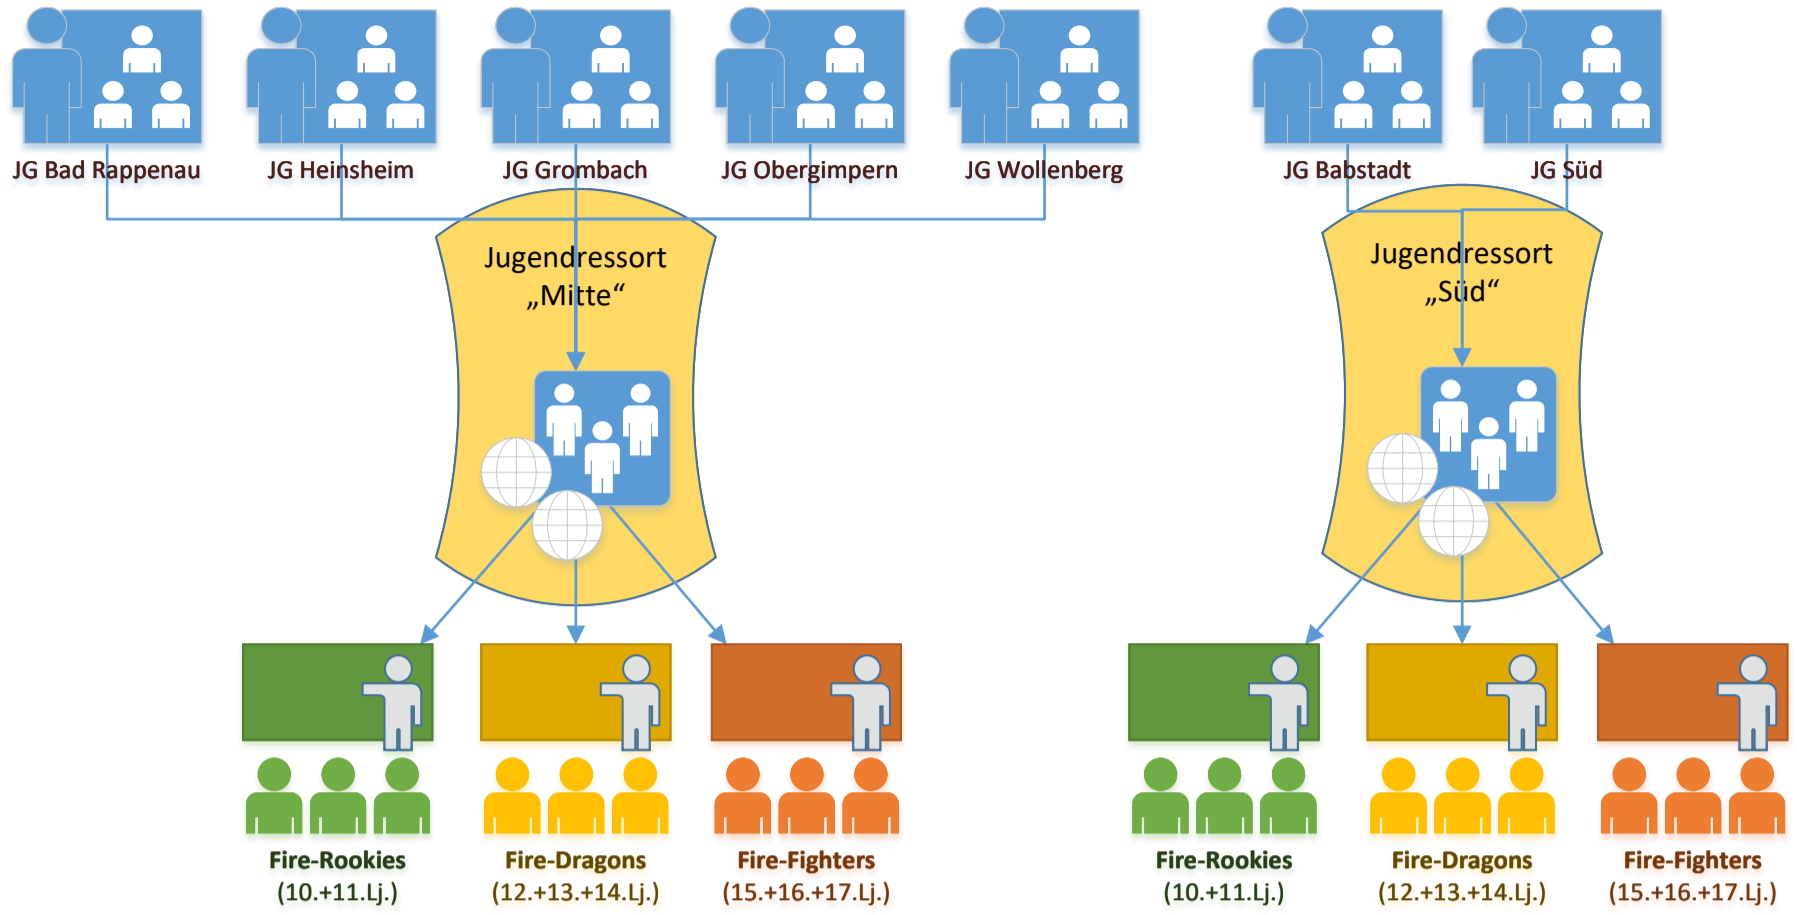 JG Bad Rappenau
JG Heinsheim
JG Grombach
JG Obergimpern
JG Wollenberg
JG Babstadt
JG Süd
Jugendressort
„Mitte“
Jugendressort
„Süd“
Fire-Rookies
(10.+11.Lj.)
Fire-Dragons
(12.+13.+14.Lj.)
Fire-Fighters
(15.+16.+17.Lj.)
Fire-Rookies
(10.+11.Lj.)
Fire-Dragons
(12.+13.+14.Lj.)
Fire-Fighters
(15.+16.+17.Lj.)